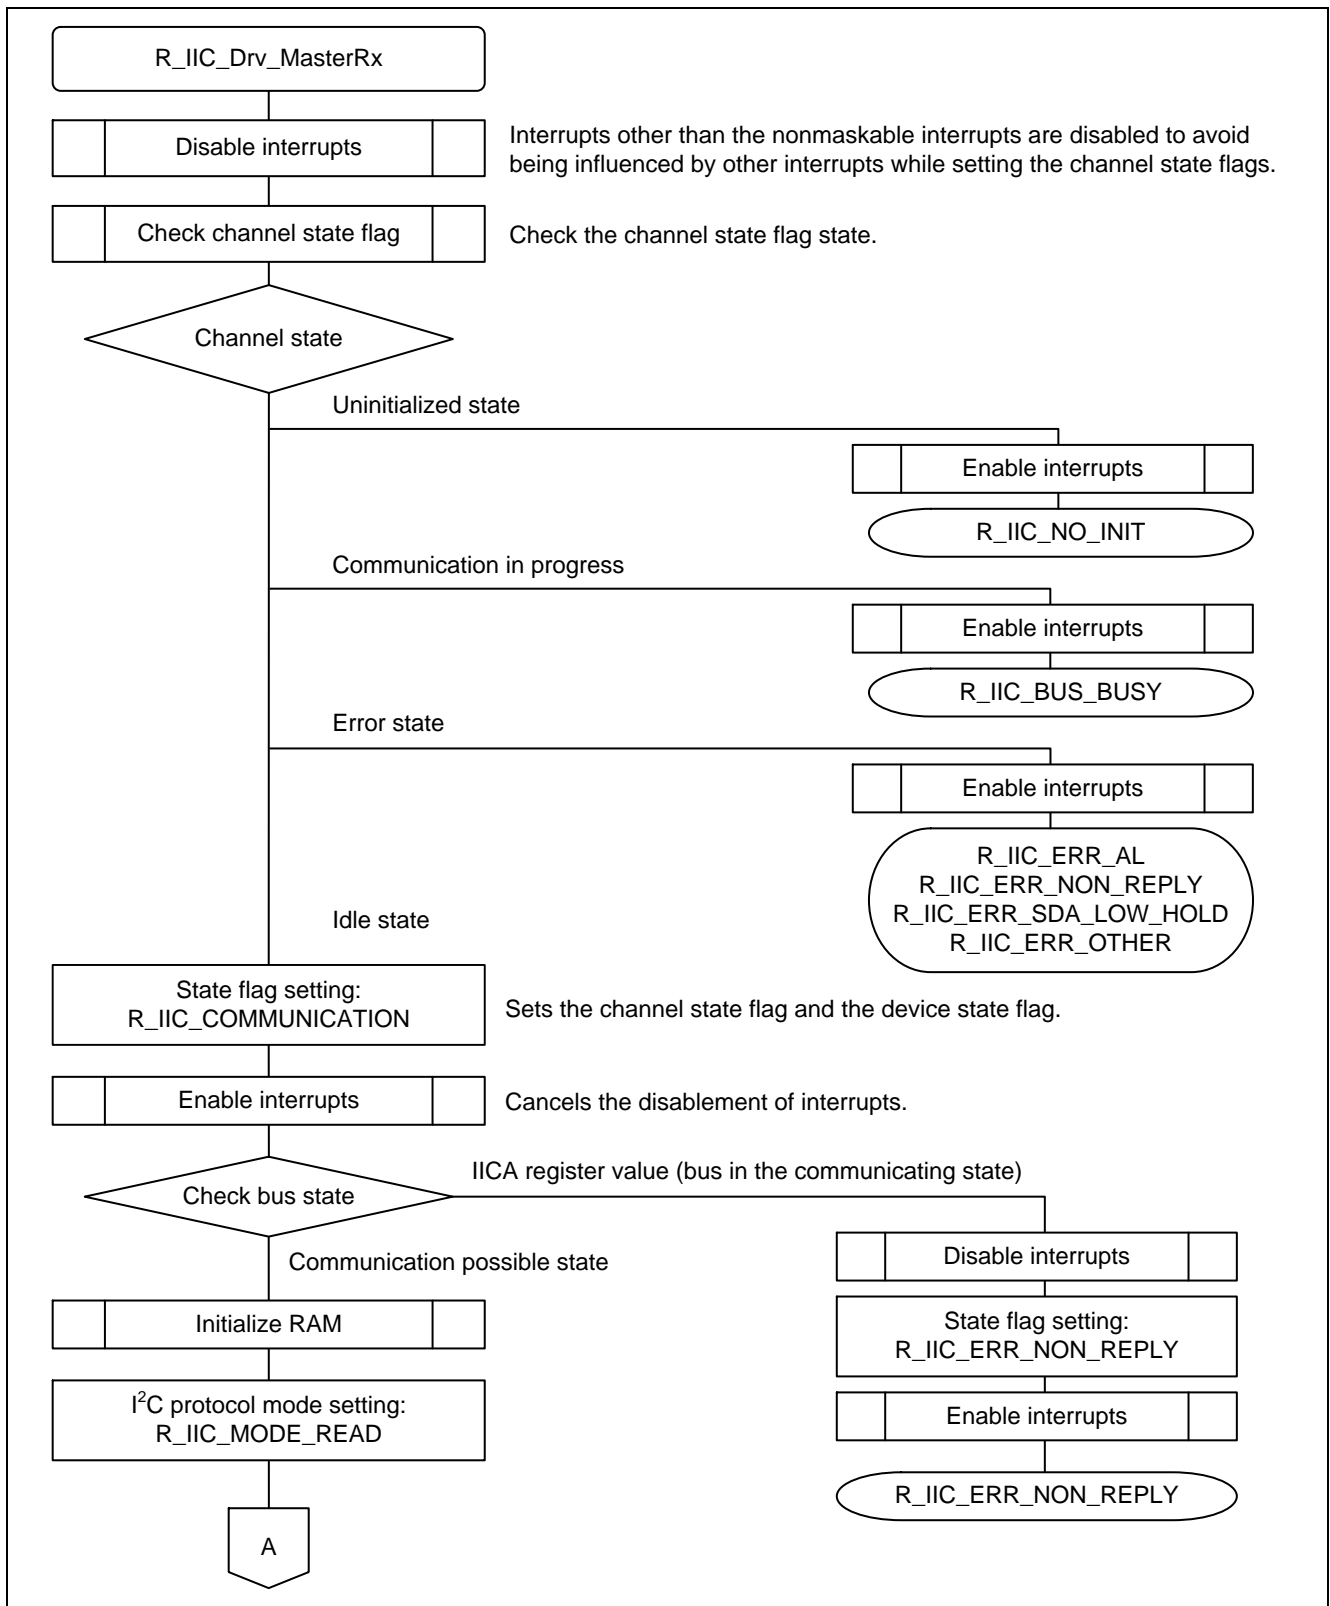 R_IIC_Drv_MasterRx
Disable interrupts
Interrupts other than the nonmaskable interrupts are disabled to avoid
being influenced by other interrupts while setting the channel state flags.
Check channel state flag
Check the channel state flag state.
Channel state
Uninitialized state
Enable interrupts
R_IIC_NO_INIT
Communication in progress
Enable interrupts
R_IIC_BUS_BUSY
Error state
Enable interrupts
R_IIC_ERR_AL
R_IIC_ERR_NON_REPLY
R_IIC_ERR_SDA_LOW_HOLD
R_IIC_ERR_OTHER
Idle state
State flag setting:
R_IIC_COMMUNICATION
Sets the channel state flag and the device state flag.
Enable interrupts
Cancels the disablement of interrupts.
Check bus state
IICA register value (bus in the communicating state)
Communication possible state
Disable interrupts
Initialize RAM
State flag setting:
R_IIC_ERR_NON_REPLY
I²C protocol mode setting:
R_IIC_MODE_READ
Enable interrupts
R_IIC_ERR_NON_REPLY
A